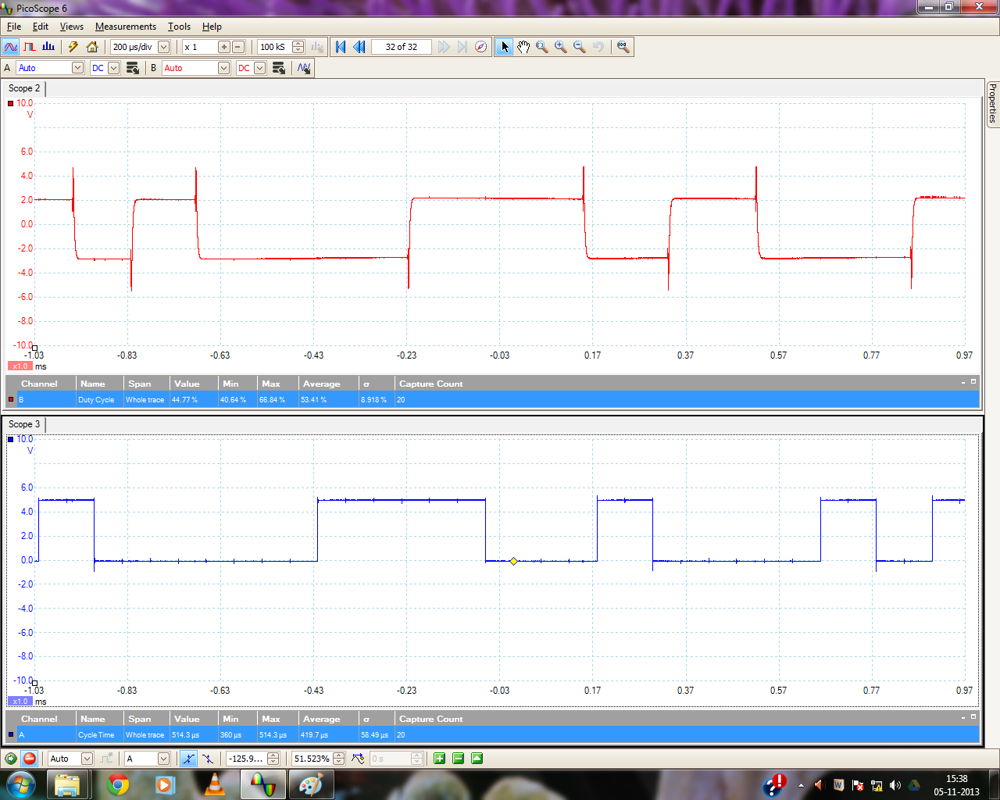 PicoScope 6
File Edit Views Measurements Tools Help
200 µs/div x 1 100 kS 32 of 32
A Auto DC B Auto DC
Scope 2
Properties
10.0
V
6.0
4.0
2.0
0.0
-2.0
-4.0
-6.0
-8.0
-10.0
-1.03 -0.83 -0.63 -0.43 -0.23 -0.03 0.17 0.37 0.57 0.77 0.97
x1.0 ms
Channel Name Span Value Min Max Average σ Capture Count
B Duty Cycle Whole trace 44.77 % 40.64 % 66.84 % 53.41 % 8.918 % 20
Scope 3
10.0
V
6.0
4.0
2.0
0.0
-2.0
-4.0
-6.0
-8.0
-10.0
-1.03 -0.83 -0.63 -0.43 -0.23 -0.03 0.17 0.37 0.57 0.77 0.97
x1.0 ms
Channel Name Span Value Min Max Average σ Capture Count
A Cycle Time Whole trace 514.3 µs 360 µs 514.3 µs 419.7 µs 58.49 µs 20
Auto A -125.9... 51.523% 0 s
15:38
05-11-2013